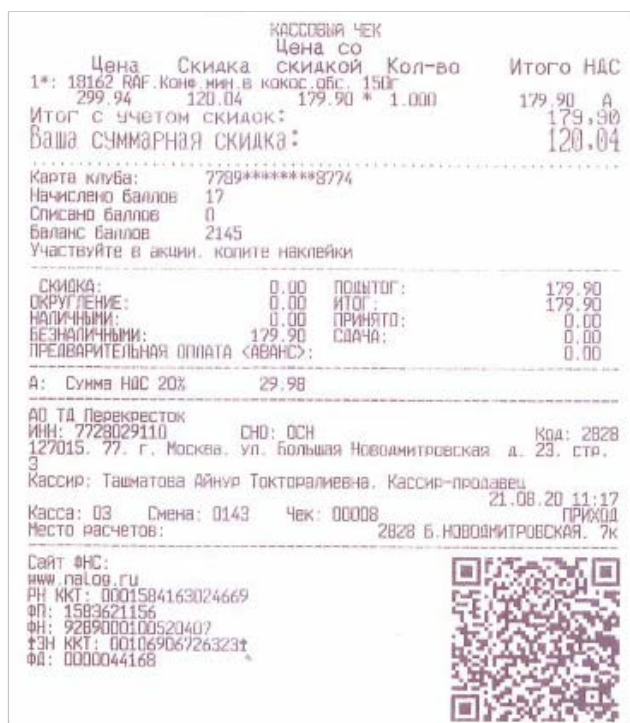 КАССОВЫЙ ЧЕК
Цена со
Цена Скидка скидкой Кол-во Итого НДС
1*: 18162 RAF.Конф.мин.в кокос.обс. 150г
299.94 120.04 179.90 * 1.000 179.90 А
Итог с учетом скидок: 179.90
Ваша суммарная скидка: 120.04
Карта клуба: 7789********8774
Начислено баллов 17
Списано баллов 0
Баланс баллов 2145
Участвуйте в акции. копите наклейки
СКИДКА: 0.00 ПОДЫТОГ: 179.90
ОКРУГЛЕНИЕ: 0.00 ИТОГ: 179.90
НАЛИЧНЫМИ: 0.00 ПРИНЯТО: 0.00
БЕЗНАЛИЧНЫМИ: 179.90 СДАЧА: 0.00
ПРЕДВАРИТЕЛЬНАЯ ОПЛАТА <АВАНС>: 0.00
А: Сумма НДС 20% 29.98
АО ТД Перекресток
ИНН: 7728029110 СНО: ОСН Код: 2828
127015. 77. г. Москва. ул. Большая Новодмитровская д. 23. стр.
3
Кассир: Ташматова Айнур Токторалиевна. Кассир-продавец
21.08.20 11:17
Касса: 03 Смена: 0143 Чек: 00008 ПРИХОД
Место расчетов: 2828 Б.НОВОДМИТРОВСКАЯ. 7к
Сайт ФНС:
www.nalog.ru
РН ККТ: 0001584163024669
ФП: 1583621156
ФН: 9289000100520407
↑ЗН ККТ: 00106906726323↑
ФД: 0000044168